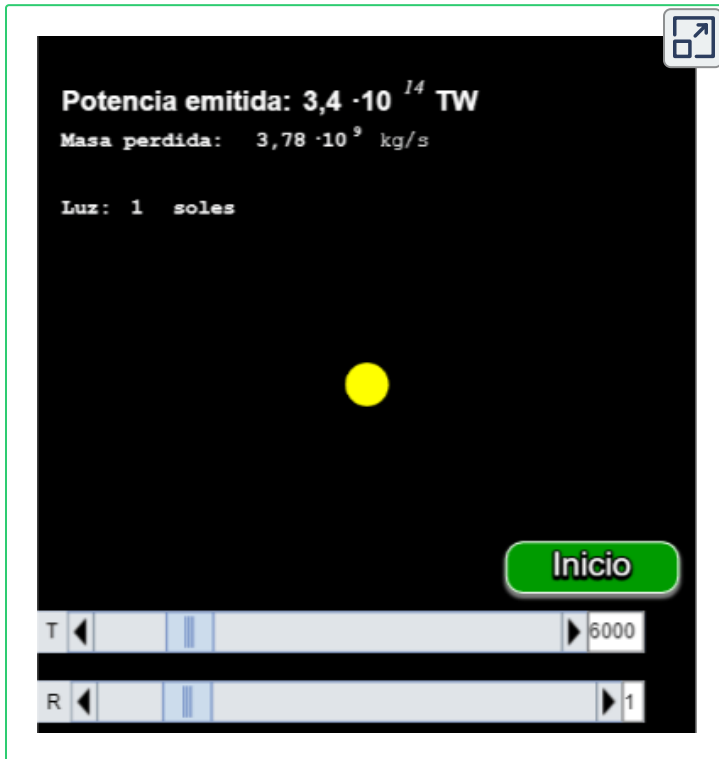 Potencia emitida: 3,4 ·10 ¹⁴ TW
Masa perdida: 3,78 ·10 ⁹ kg/s
Luz: 1 soles
Inicio
T 6000
R 1